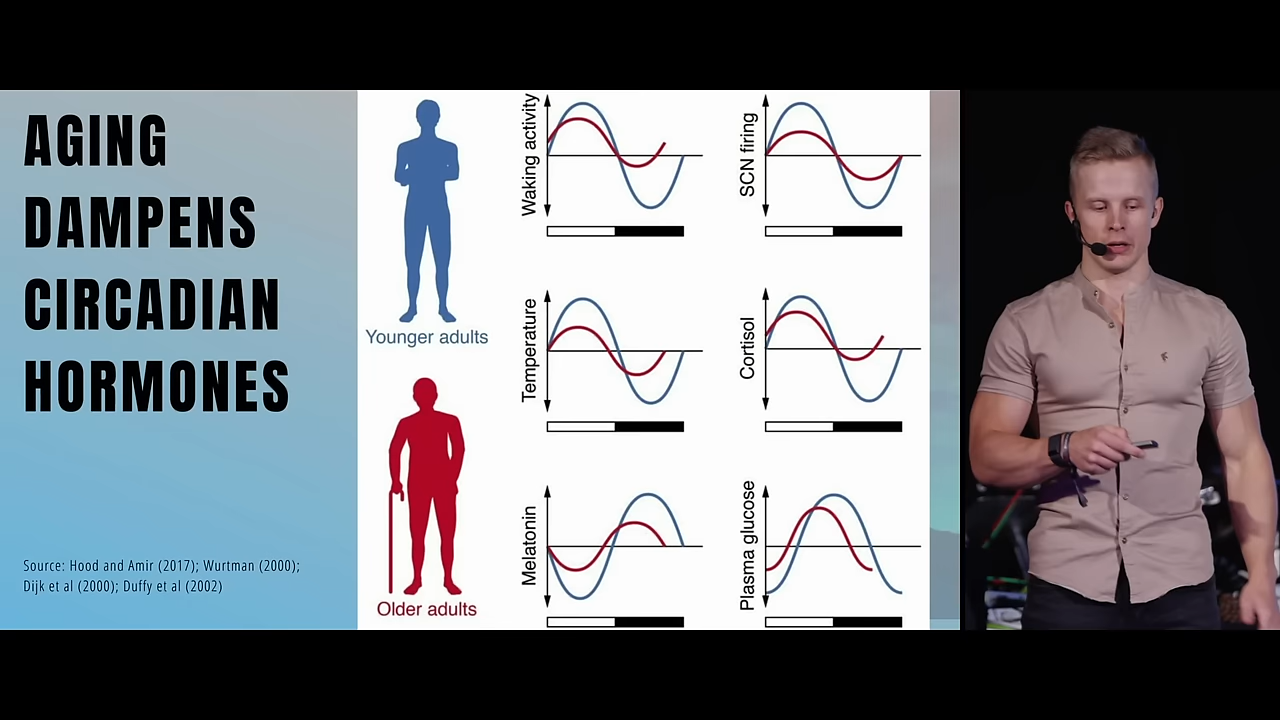 AGING
DAMPENS
CIRCADIAN
HORMONES
Source: Hood and Amir (2017); Wurtman (2000);
Dijk et al (2000); Duffy et al (2002)
Younger adults
Older adults
Waking activity
SCN firing
Temperature
Cortisol
Melatonin
Plasma glucose